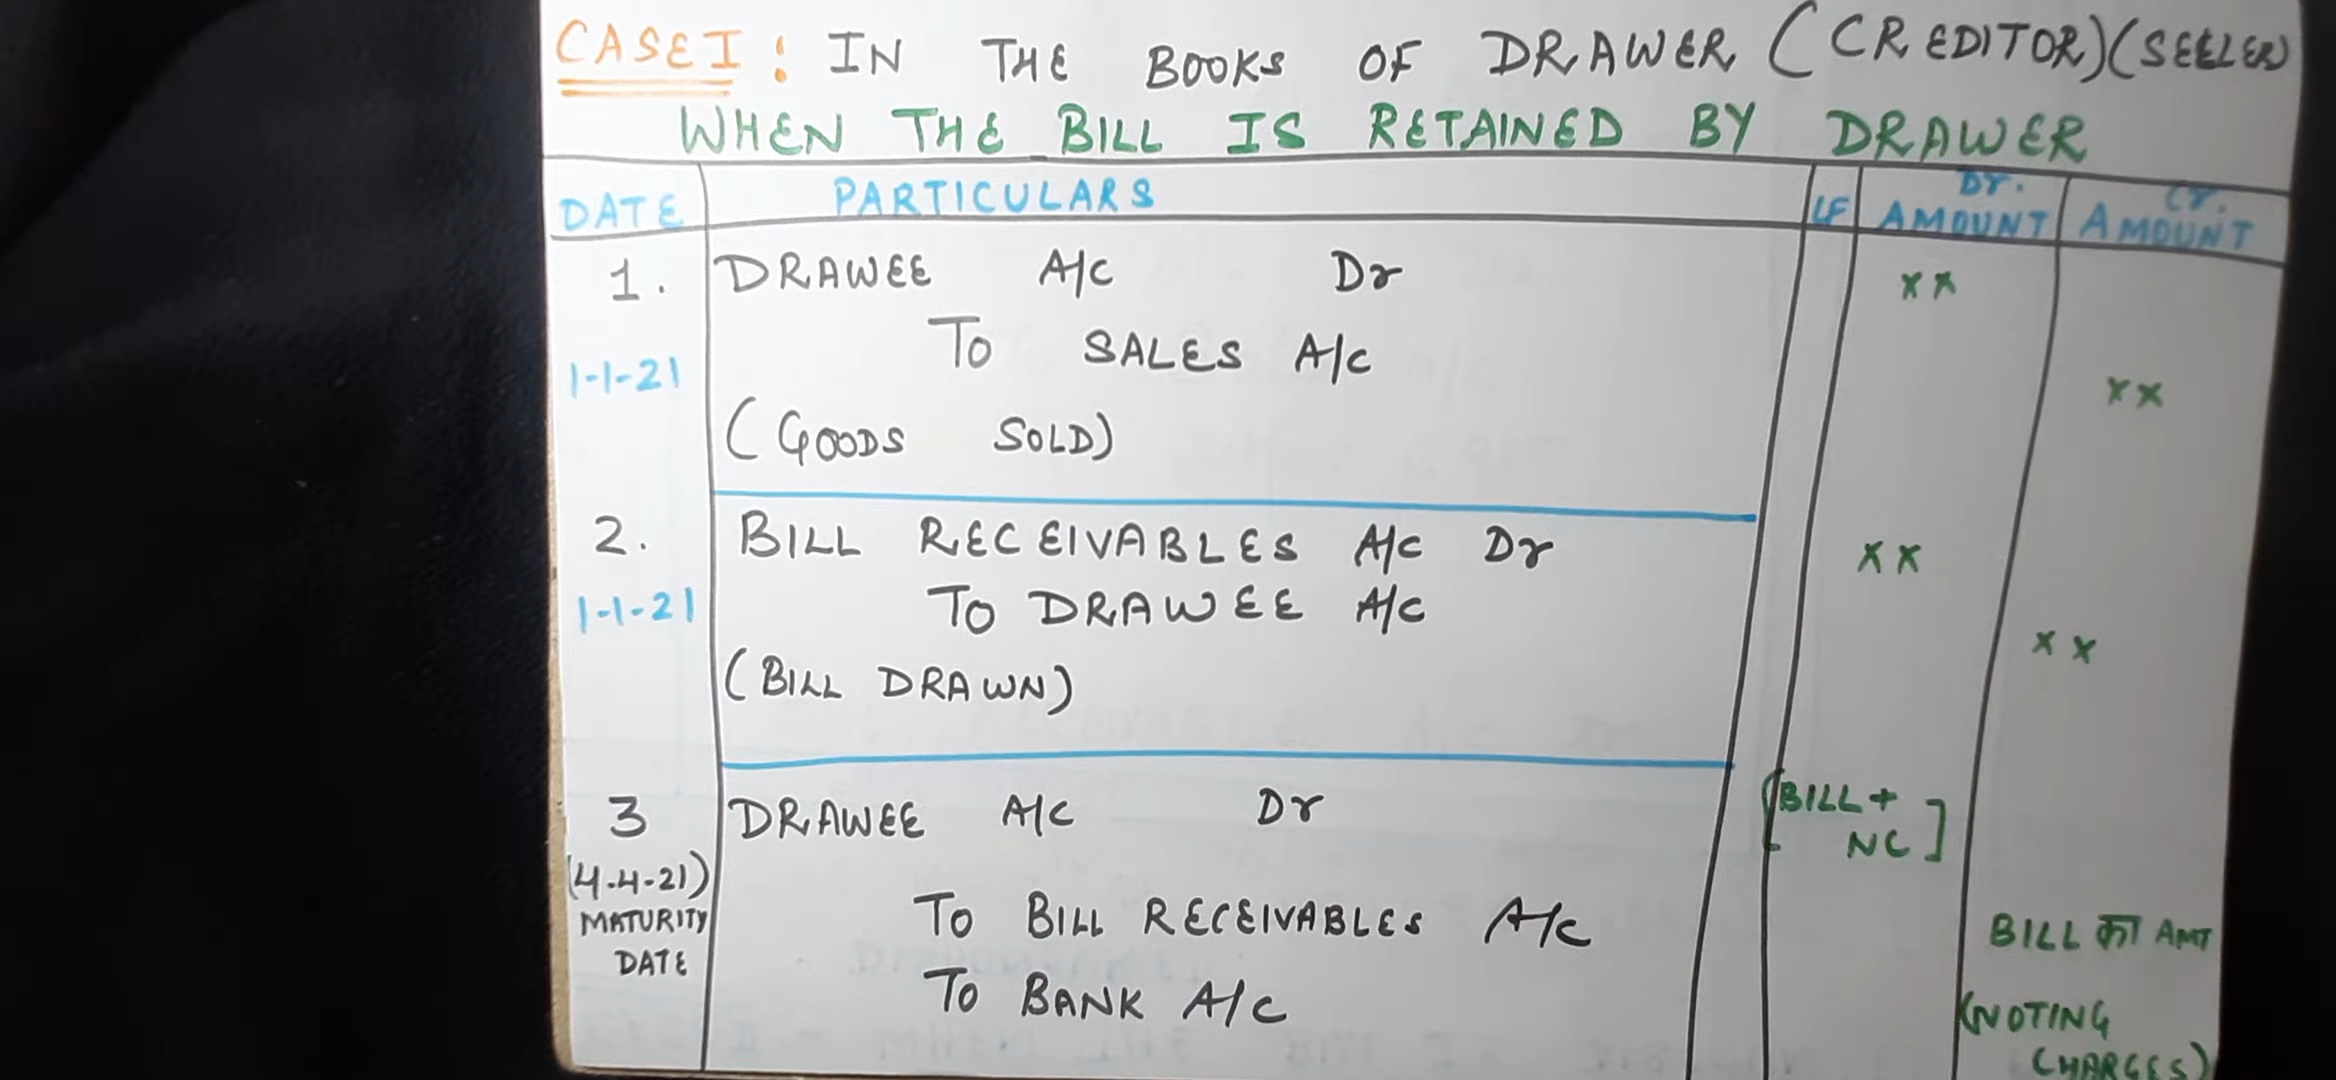 CASE I : IN THE BOOKS OF DRAWER (CREDITOR) (SEELER)
WHEN THE BILL IS RETAINED BY DRAWER
DATE PARTICULARS LF Dr. AMOUNT Cr. AMOUNT
1. DRAWEE A/C Dr xx
TO SALES A/C
1-1-21 xx
(GOODS SOLD)
2. BILL RECEIVABLES A/C Dr xx
1-1-21 TO DRAWEE A/C xx
(BILL DRAWN)
3 DRAWEE A/C Dr [BILL + NC]
(4-4-21)
MATURITY DATE
TO BILL RECEIVABLES A/C BILL का AMT
TO BANK A/C (NOTING CHARGES)